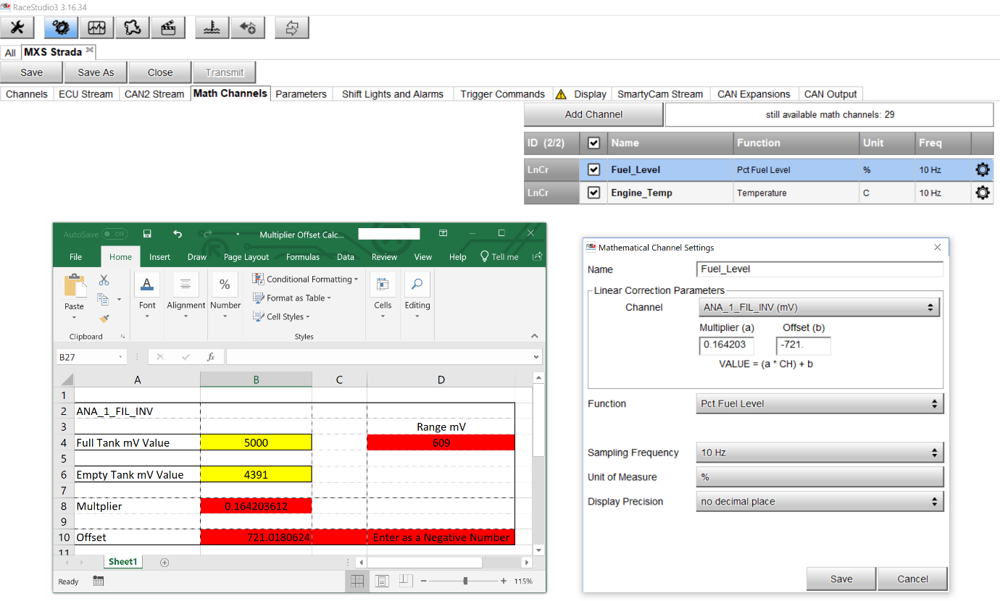 RaceStudio3 3.16.34
All MXS Strada
Save Save As Close Transmit
Channels ECU Stream CAN2 Stream Math Channels Parameters Shift Lights and Alarms Trigger Commands Display SmartyCam Stream CAN Expansions CAN Output
Add Channel still available math channels: 29
ID (2/2) Name Function Unit Freq
LnCr Fuel_Level Pct Fuel Level % 10 Hz
LnCr Engine_Temp Temperature C 10 Hz
AutoSave Off Multiplier Offset Calc...
File Home Insert Draw Page Layout Formulas Data Review View Help Tell me
Paste
Clipboard
Font
Alignment
%
Number
Conditional Formatting
Format as Table
Cell Styles
Styles
Cells
Editing
B27 fx
A B C D
1
2 ANA_1_FIL_INV
3 Range mV
4 Full Tank mV Value 5000 609
5
6 Empty Tank mV Value 4391
7
8 Multplier 0.164203612
9
10 Offset 721.0180624 Enter as a Negative Number
11
Sheet1
Ready 115%
Mathematical Channel Settings
Name Fuel_Level
Linear Correction Parameters
Channel ANA_1_FIL_INV (mV)
Multiplier (a) Offset (b)
0.164203 -721.
VALUE = (a * CH) + b
Function Pct Fuel Level
Sampling Frequency 10 Hz
Unit of Measure %
Display Precision no decimal place
Save Cancel